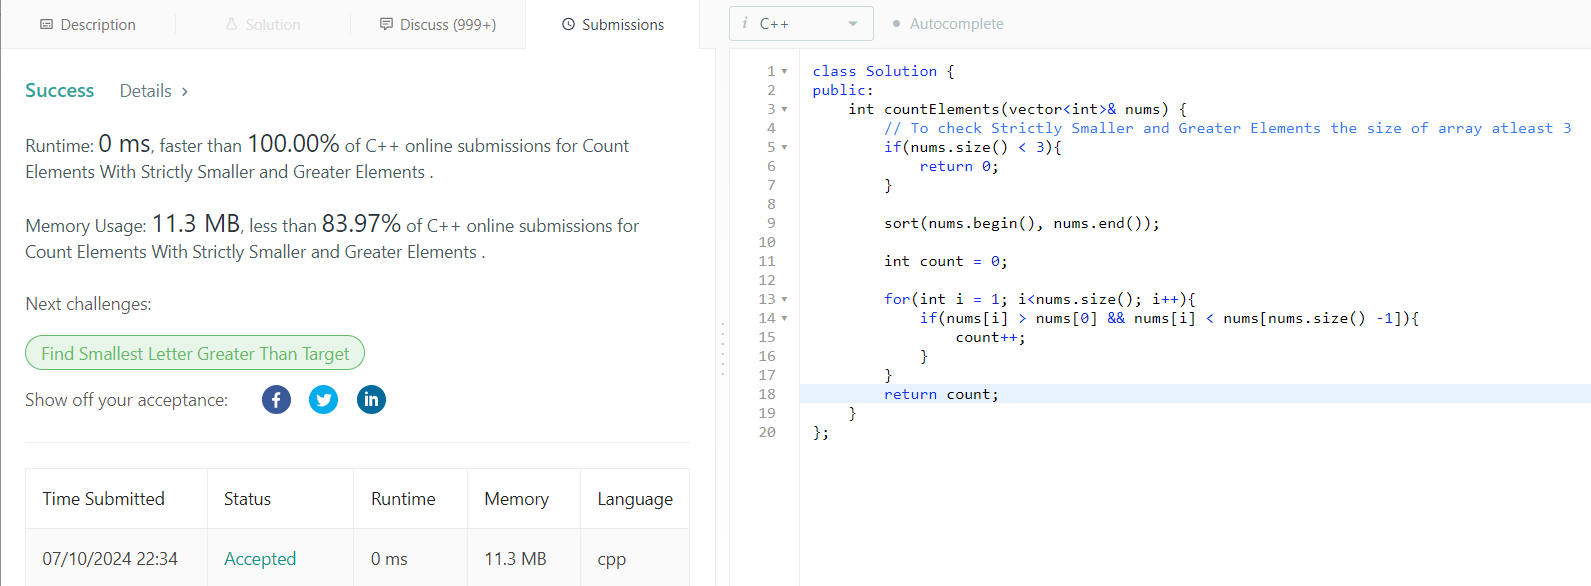 Description
Solution
Discuss (999+)
Submissions
Success
Details >
Runtime: 0 ms, faster than 100.00% of C++ online submissions for Count
Elements With Strictly Smaller and Greater Elements .
Memory Usage: 11.3 MB, less than 83.97% of C++ online submissions for
Count Elements With Strictly Smaller and Greater Elements .
Next challenges:
Find Smallest Letter Greater Than Target
Show off your acceptance:
Time Submitted Status Runtime Memory Language
07/10/2024 22:34 Accepted 0 ms 11.3 MB cpp
i C++
Autocomplete
1 class Solution {
2 public:
3     int countElements(vector<int>& nums) {
4         // To check Strictly Smaller and Greater Elements the size of array atleast 3
5         if(nums.size() < 3){
6             return 0;
7         }
8
9         sort(nums.begin(), nums.end());
10
11         int count = 0;
12
13         for(int i = 1; i<nums.size(); i++){
14             if(nums[i] > nums[0] && nums[i] < nums[nums.size() -1]){
15                 count++;
16             }
17         }
18         return count;
19     }
20 };